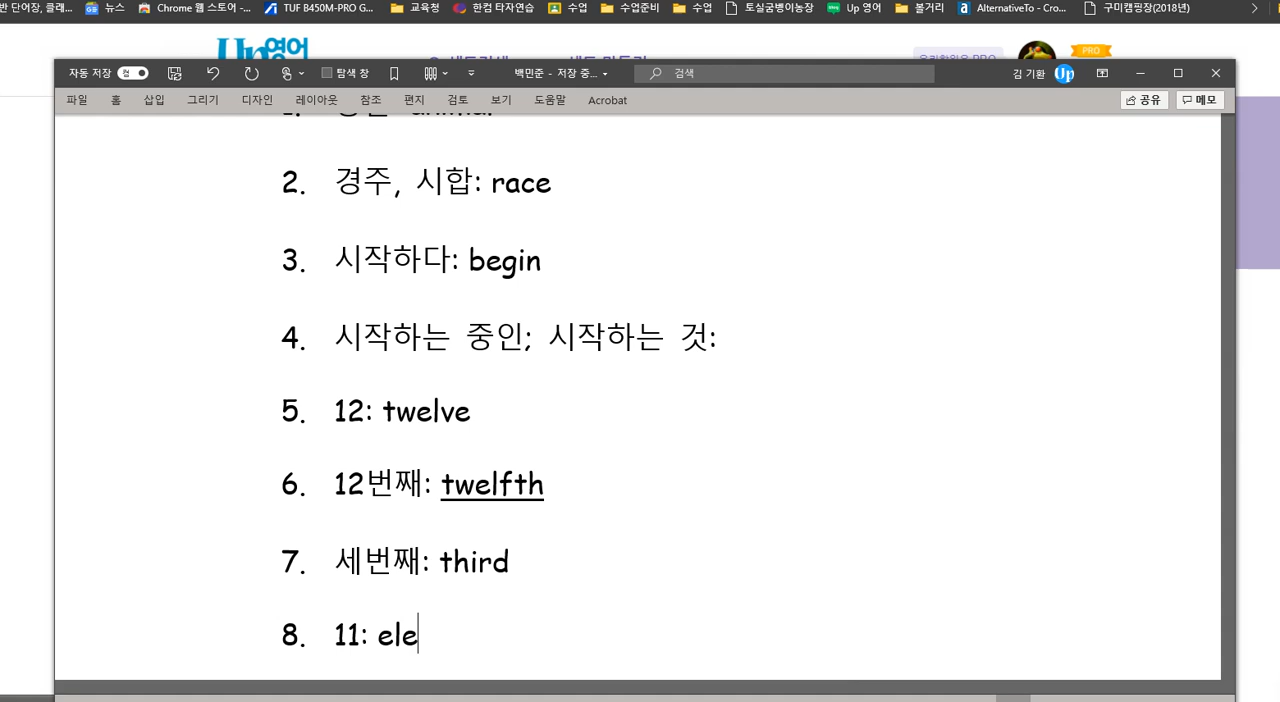 반 단어장, 클래... 뉴스 Chrome 웹 스토어 -... TUF B450M-PRO G... 교육청 한컴 타자연습 수업 수업준비 수업 토실굼벵이농장 Up 영어 볼거리 AlternativeTo - Cro... 구미캠핑장(2018년)
Up영어 PRO
자동 저장 컴 탐색 창 백민준 - 저장 중... 검색 김 기환 Up
파일 홈 삽입 그리기 디자인 레이아웃 참조 편지 검토 보기 도움말 Acrobat 공유 메모
2. 경주, 시합: race
3. 시작하다: begin
4. 시작하는 중인; 시작하는 것:
5. 12: twelve
6. 12번째: twelfth
7. 세번째: third
8. 11: ele